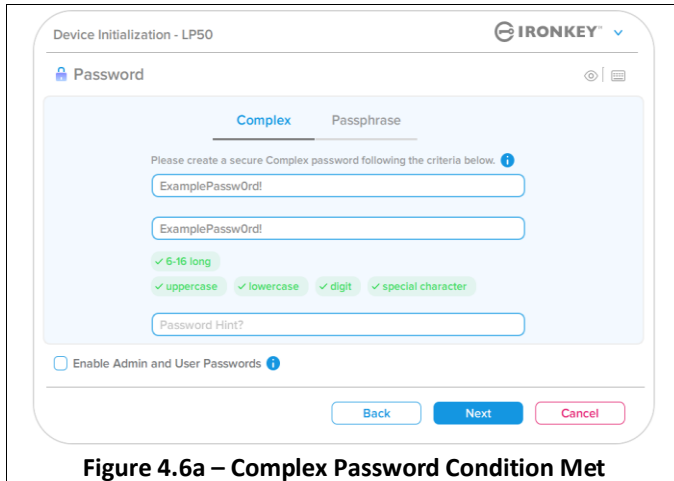 Device Initialization - LP50
IRONKEY™
Password
Complex Passphrase
Please create a secure Complex password following the criteria below.
ExamplePassw0rd!
ExamplePassw0rd!
✓ 6-16 long
✓ uppercase ✓ lowercase ✓ digit ✓ special character
Password Hint?
Enable Admin and User Passwords
Back Next Cancel
Figure 4.6a – Complex Password Condition Met